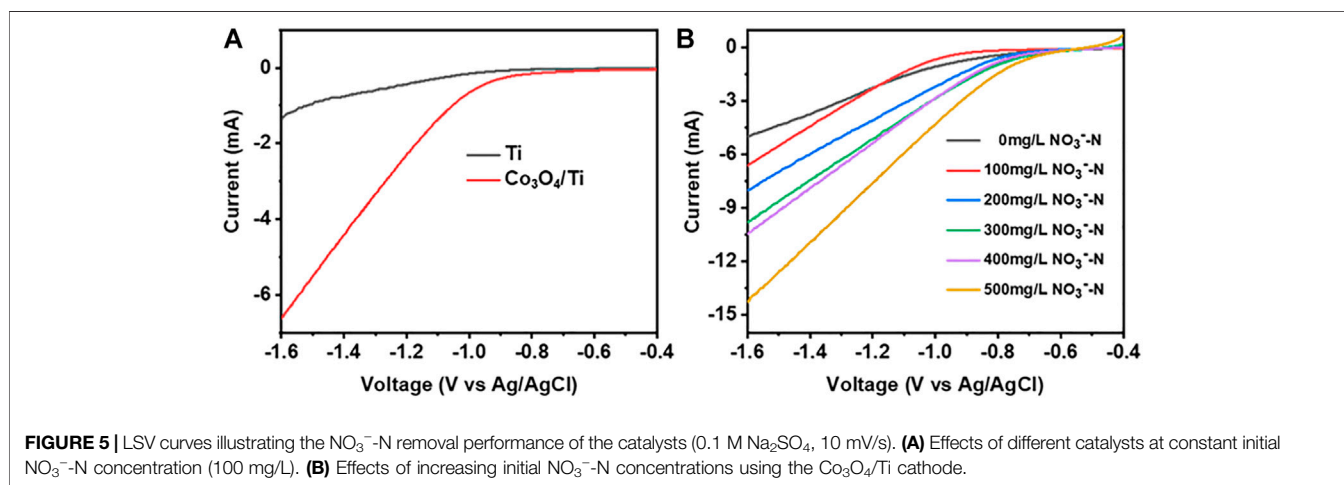 A
0
-2
-4
-6
Current (mA)
Ti
Co₃O₄/Ti
-1.6 -1.4 -1.2 -1.0 -0.8 -0.6 -0.4
Voltage (V vs Ag/AgCl)
B
0
-3
-6
-9
-12
-15
Current (mA)
0mg/L NO₃⁻-N
100mg/L NO₃⁻-N
200mg/L NO₃⁻-N
300mg/L NO₃⁻-N
400mg/L NO₃⁻-N
500mg/L NO₃⁻-N
-1.6 -1.4 -1.2 -1.0 -0.8 -0.6 -0.4
Voltage (V vs Ag/AgCl)
FIGURE 5 | LSV curves illustrating the NO₃⁻-N removal performance of the catalysts (0.1 M Na₂SO₄, 10 mV/s). (A) Effects of different catalysts at constant initial
NO₃⁻-N concentration (100 mg/L). (B) Effects of increasing initial NO₃⁻-N concentrations using the Co₃O₄/Ti cathode.